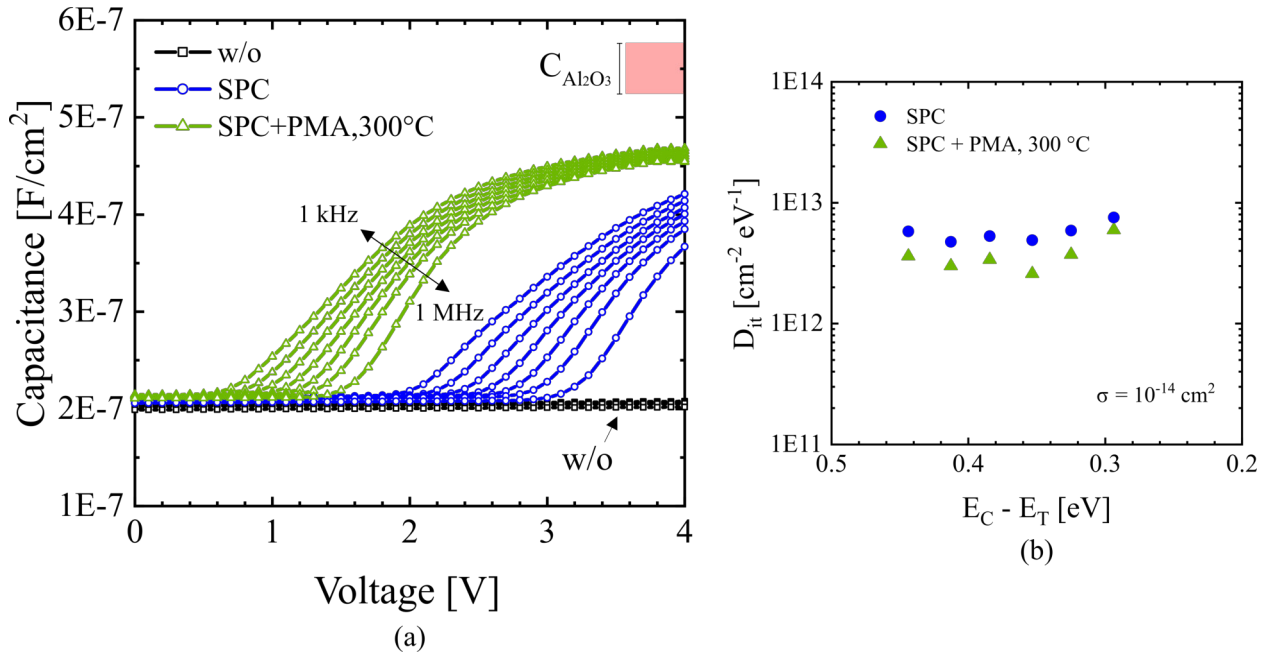 6E-7
5E-7
4E-7
3E-7
2E-7
1E-7
Capacitance [F/cm²]
w/o
SPC
SPC+PMA,300°C
C_Al₂O₃
1 kHz
1 MHz
w/o
0 1 2 3 4
Voltage [V]
(a)
1E14
1E13
1E12
1E11
D_it [cm⁻² eV⁻¹]
SPC
SPC + PMA, 300 °C
σ = 10⁻¹⁴ cm²
0.5 0.4 0.3 0.2
E_C - E_T [eV]
(b)